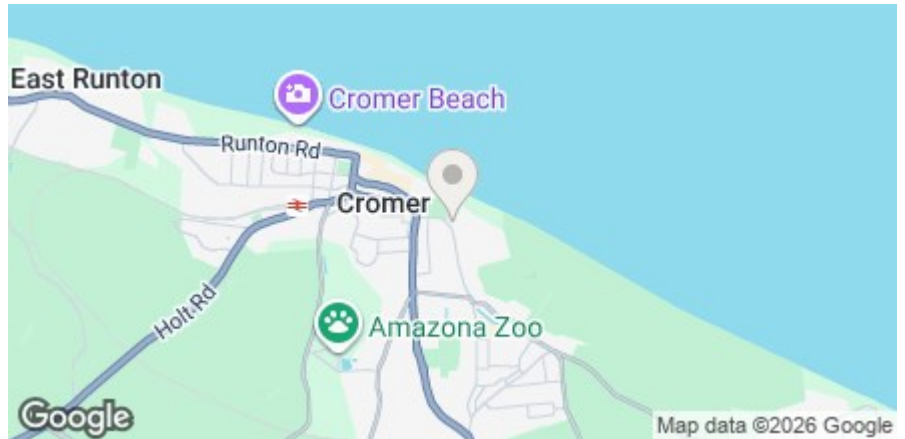 East Runton
Cromer Beach
Runton Rd
Cromer
Holt Rd
Amazona Zoo
Google
Map data ©2026 Google